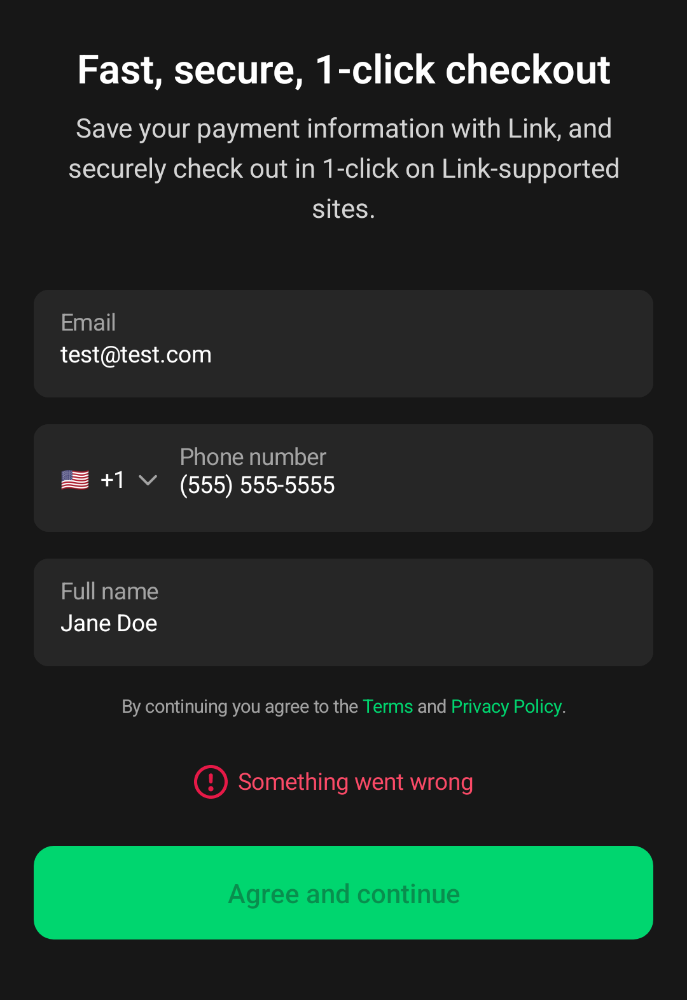 Fast, secure, 1-click checkout
Save your payment information with Link, and
securely check out in 1-click on Link-supported
sites.
Email
test@test.com
Phone number
+1 (555) 555-5555
Full name
Jane Doe
By continuing you agree to the Terms and Privacy Policy.
Something went wrong
Agree and continue